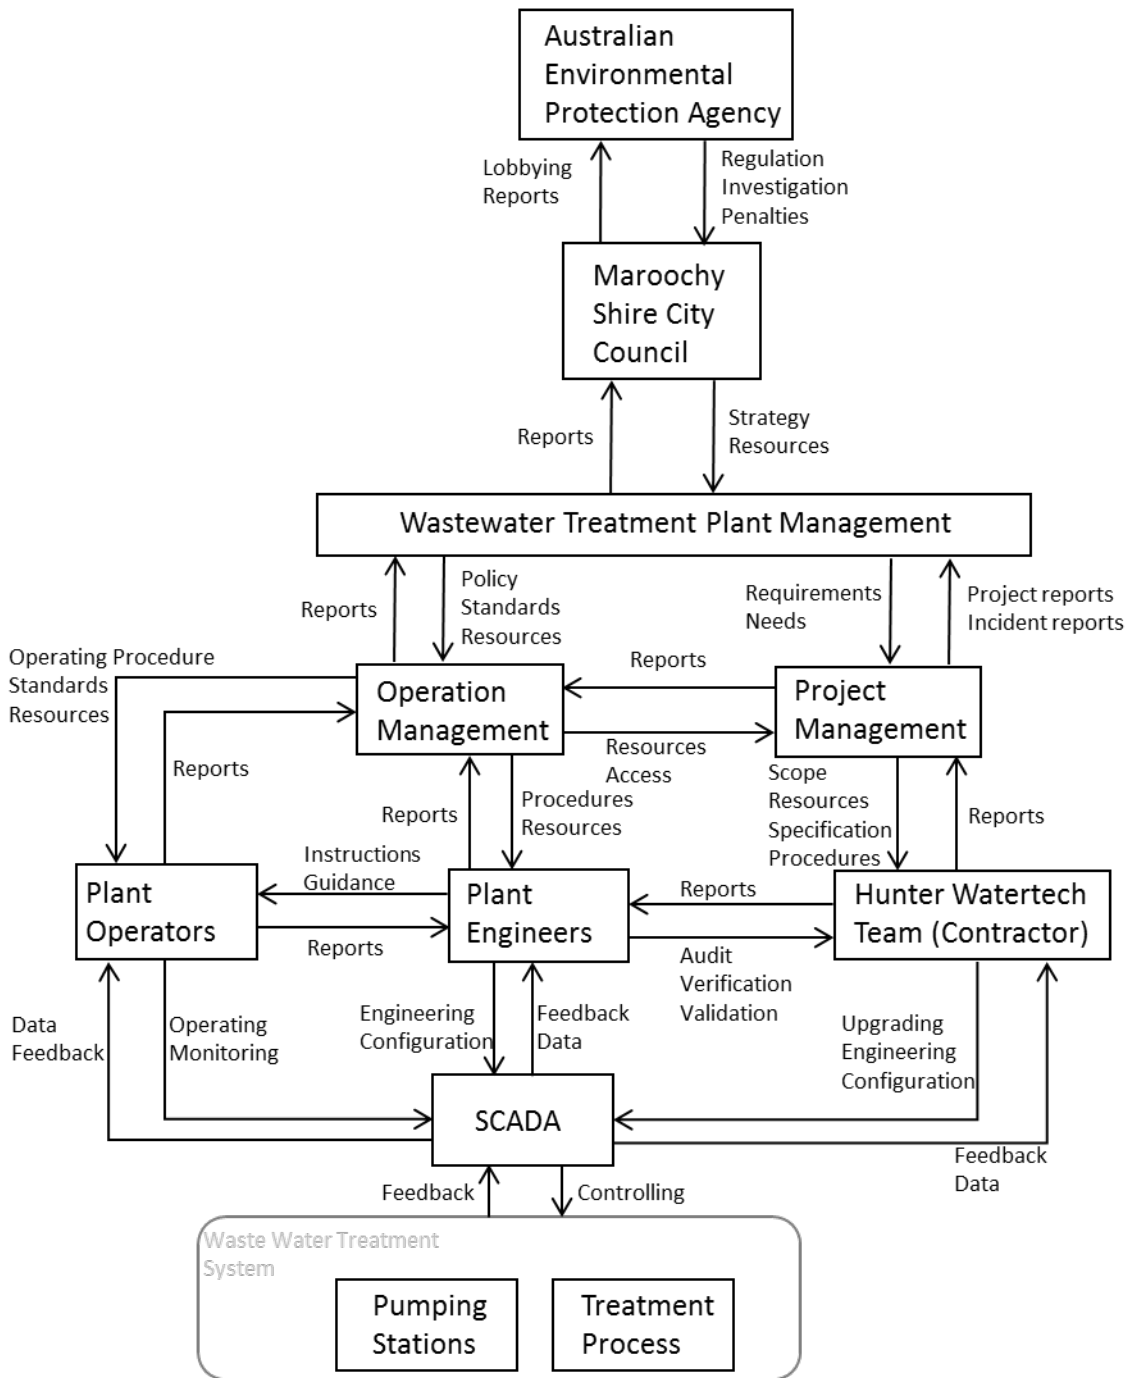 Australian
Environmental
Protection Agency
Lobbying
Reports
Regulation
Investigation
Penalties
Maroochy
Shire City
Council
Reports
Strategy
Resources
Wastewater Treatment Plant Management
Reports
Policy
Standards
Resources
Requirements
Needs
Project reports
Incident reports
Operating Procedure
Standards
Resources
Operation
Management
Reports
Resources
Access
Project
Management
Reports
Reports
Procedures
Resources
Scope
Resources
Specification
Procedures
Reports
Plant
Operators
Instructions
Guidance
Reports
Plant
Engineers
Reports
Audit
Verification
Validation
Hunter Watertech
Team (Contractor)
Data
Feedback
Operating
Monitoring
Engineering
Configuration
Feedback
Data
Upgrading
Engineering
Configuration
SCADA
Feedback
Data
Feedback
Controlling
Waste Water Treatment
System
Pumping
Stations
Treatment
Process